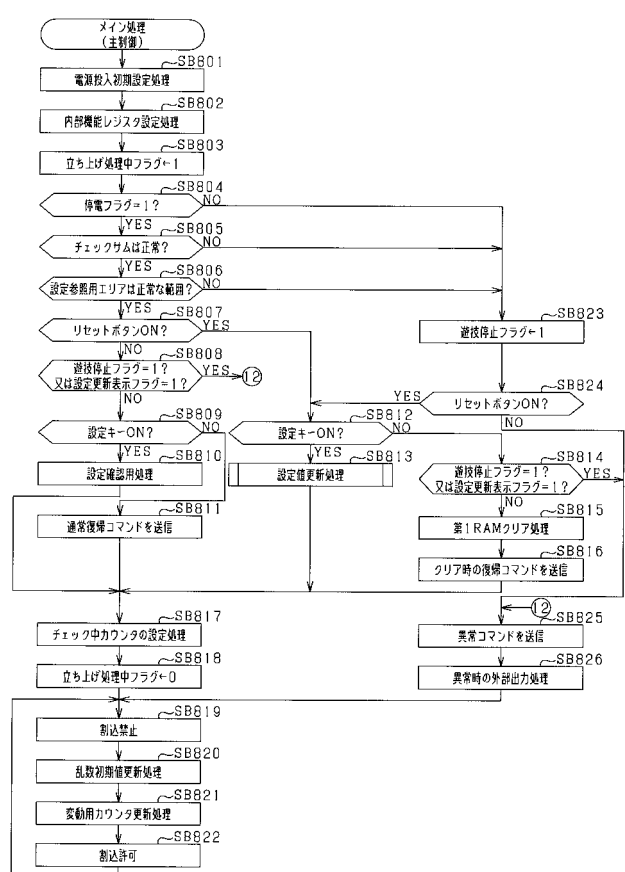 メイン処理
(主制御)
SB801
電源投入初期設定処理
SB802
内部機能レジスタ設定処理
SB803
立ち上げ処理中フラグ←1
SB804
停電フラグ=1?
NO
YES
SB805
チェックサムは正常?
NO
YES
SB806
設定参照用エリアは正常な範囲?
NO
YES
SB807
リセットボタンON?
YES
NO
SB823
遊技停止フラグ←1
SB808
遊技停止フラグ=1?
又は設定更新表示フラグ=1?
YES
12
NO
SB824
リセットボタンON?
YES
NO
SB809
設定キーON?
NO
YES
SB812
設定キーON?
NO
YES
SB810
設定確認用処理
SB813
設定値更新処理
SB814
遊技停止フラグ=1?
又は設定更新表示フラグ=1?
YES
NO
SB811
通常復帰コマンドを送信
SB815
第1RAMクリア処理
SB816
クリア時の復帰コマンドを送信
12
SB817
チェック中カウンタの設定処理
SB825
異常コマンドを送信
SB818
立ち上げ処理中フラグ←0
SB826
異常時の外部出力処理
SB819
割込禁止
SB820
乱数初期値更新処理
SB821
変動用カウンタ更新処理
SB822
割込許可